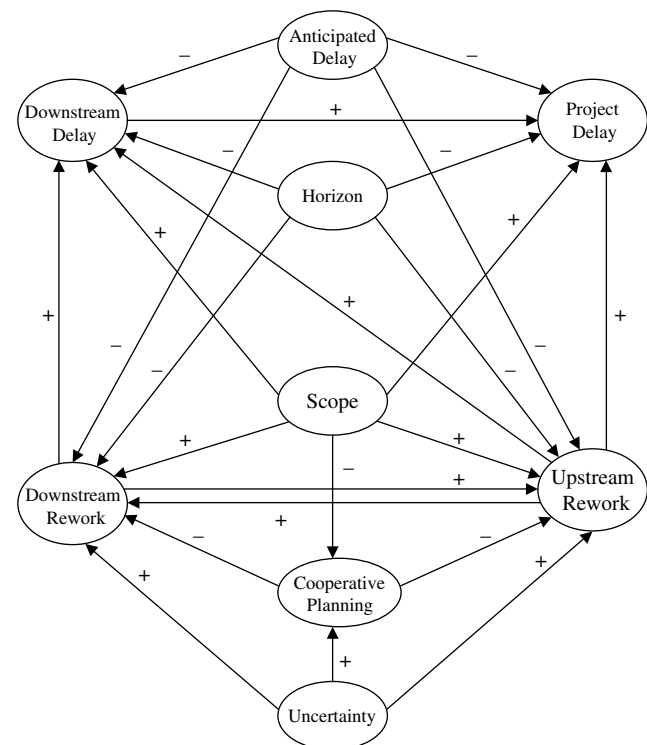 Anticipated
Delay
–
–
Downstream
Delay
+
Project
Delay
–
–
Horizon
+
+
+
+
+
–
–
–
–
Scope
+
+
–
+
Downstream
Rework
Upstream
Rework
+
–
–
Cooperative
Planning
+
+
+
Uncertainty